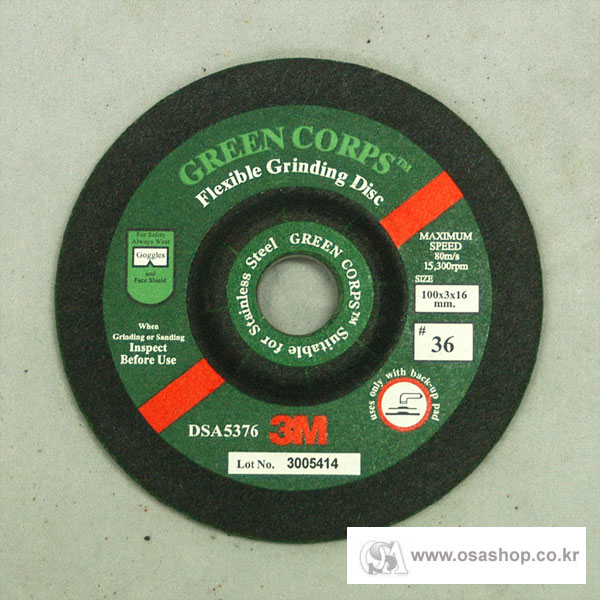 GREEN CORPS™
Flexible Grinding Disc
GREEN CORPS™ Suitable for Stainless Steel
For Safety
Always Wear
Goggles
and
Face Shield
When
Grinding or Sanding
Inspect
Before Use
MAXIMUM
SPEED
80m/s
15,300rpm
SIZE
100x3x16
mm.
# 36
uses only with back-up pad
DSA5376 3M
Lot No. 3005414
www.osashop.co.kr